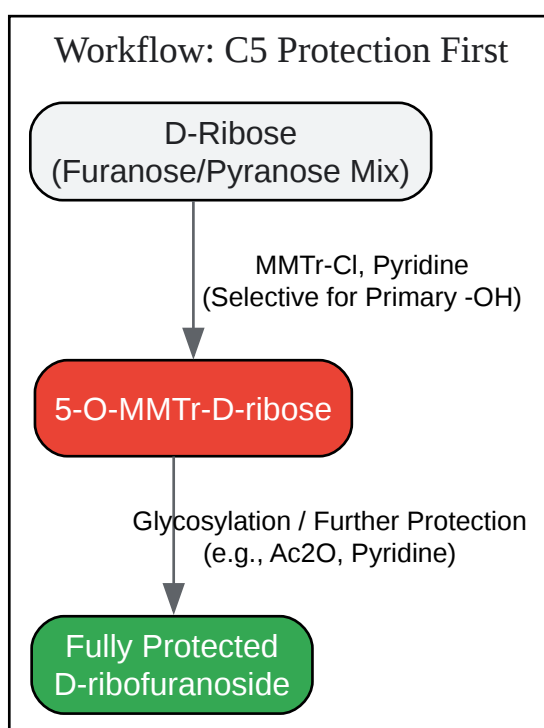 Workflow: C5 Protection First
D-Ribose
(Furanose/Pyranose Mix)
MMTr-Cl, Pyridine
(Selective for Primary -OH)
5-O-MMTr-D-ribose
Glycosylation / Further Protection
(e.g., Ac2O, Pyridine)
Fully Protected
D-ribofuranoside